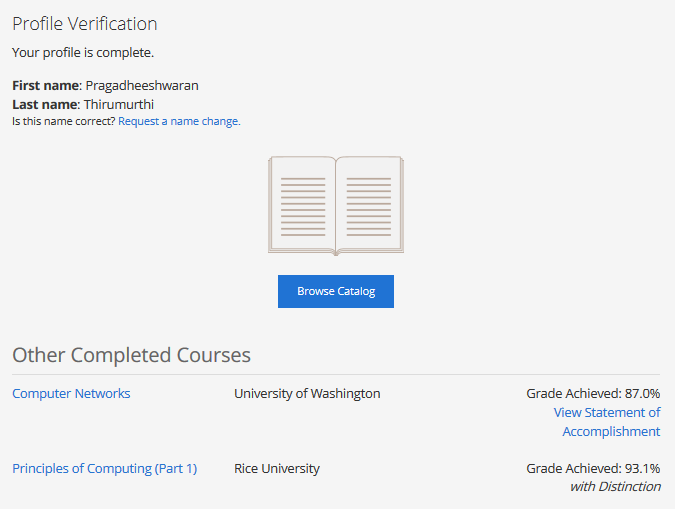 Profile Verification
Your profile is complete.
First name: Pragadheeshwaran
Last name: Thirumurthi
Is this name correct? Request a name change.
Browse Catalog
Other Completed Courses
Computer Networks University of Washington Grade Achieved: 87.0%
View Statement of
Accomplishment
Principles of Computing (Part 1) Rice University Grade Achieved: 93.1%
with Distinction